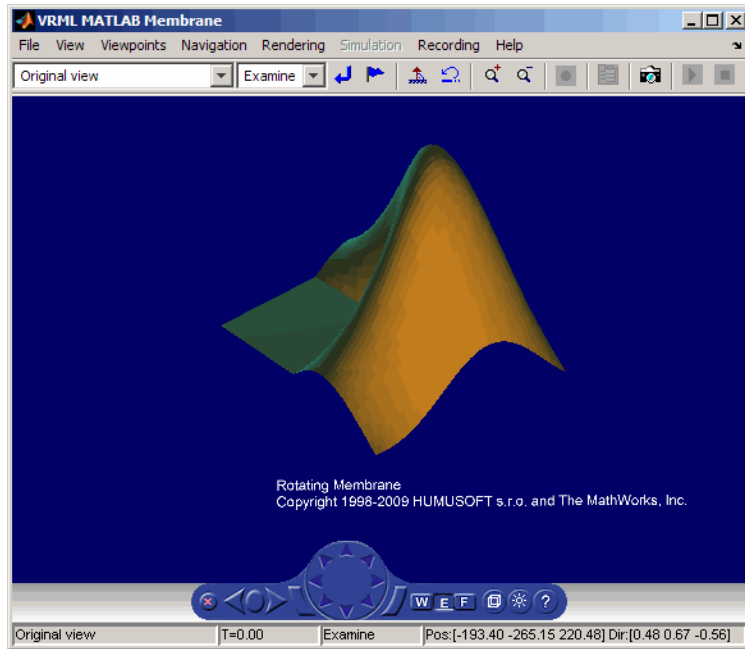 VRML MATLAB Membrane
File View Viewpoints Navigation Rendering Simulation Recording Help
Original view Examine
Rotating Membrane
Copyright 1998-2009 HUMUSOFT s.r.o. and The MathWorks, Inc.
W E F ?
Original view T=0.00 Examine Pos:[-193.40 -265.15 220.48] Dir:[0.48 0.67 -0.56]